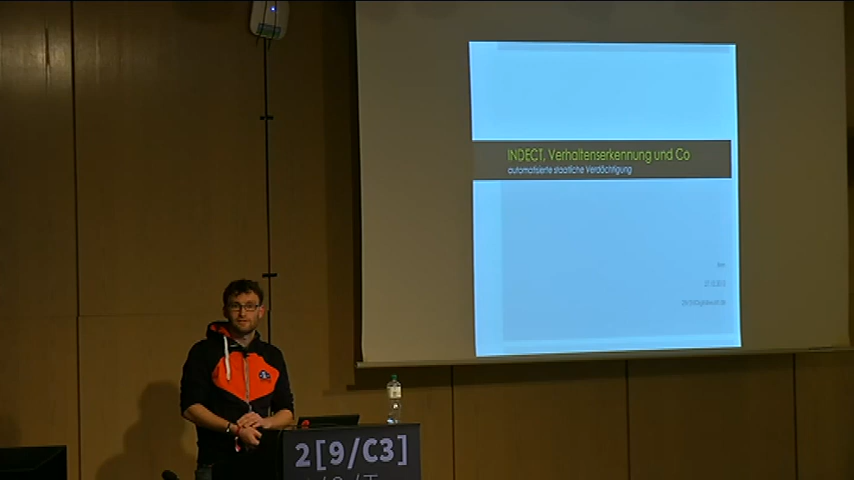 INDECT, Verhaltenserkennung und Co
automatisierte staatliche Verdächtigung
2[9/C3]